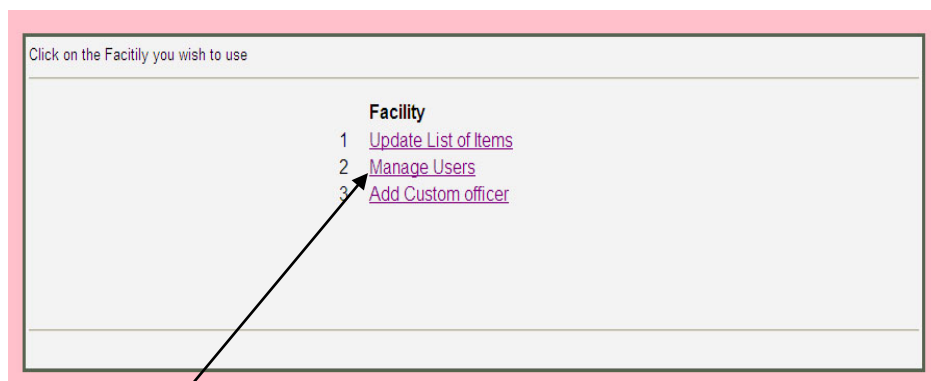 Click on the Facitily you wish to use
Facility
1 Update List of Items
2 Manage Users
3 Add Custom officer